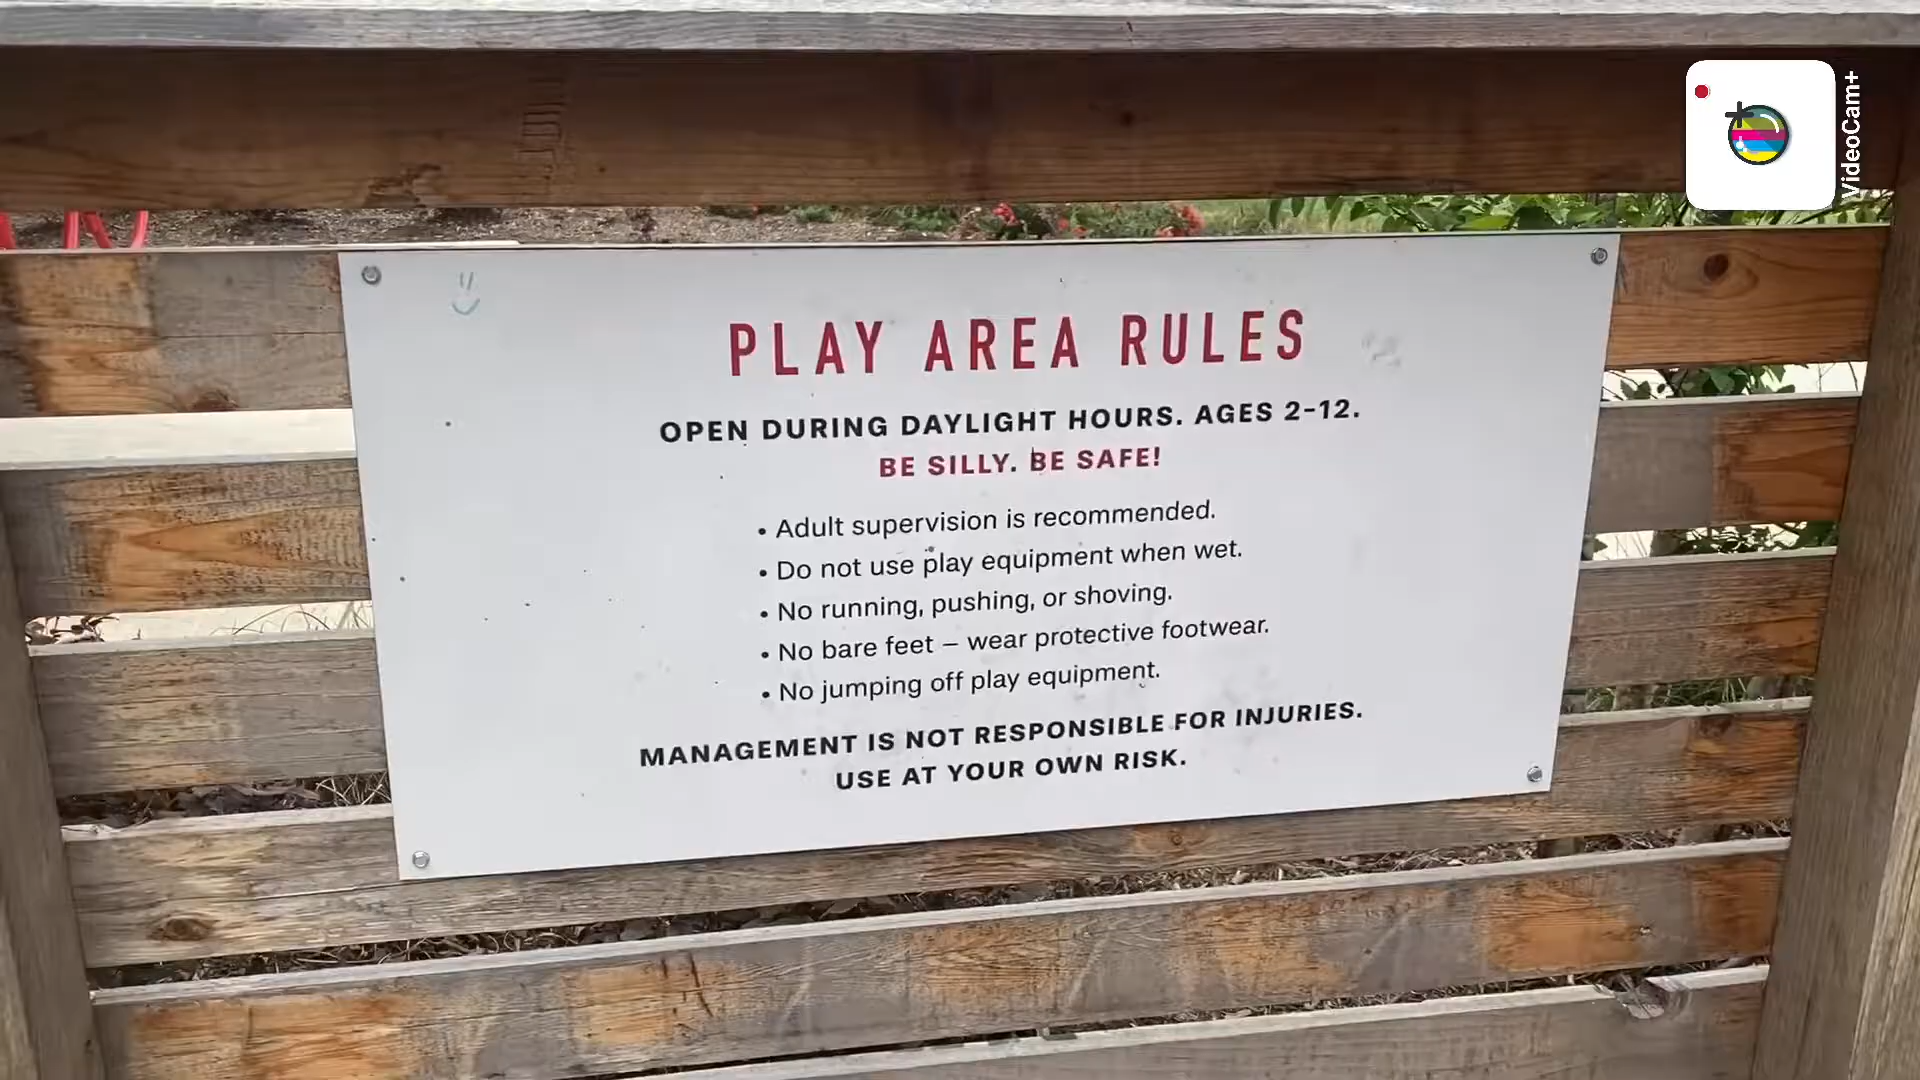 VideoCam+
PLAY AREA RULES
OPEN DURING DAYLIGHT HOURS. AGES 2-12.
BE SILLY. BE SAFE!
• Adult supervision is recommended.
• Do not use play equipment when wet.
• No running, pushing, or shoving.
• No bare feet – wear protective footwear.
• No jumping off play equipment.
MANAGEMENT IS NOT RESPONSIBLE FOR INJURIES.
USE AT YOUR OWN RISK.